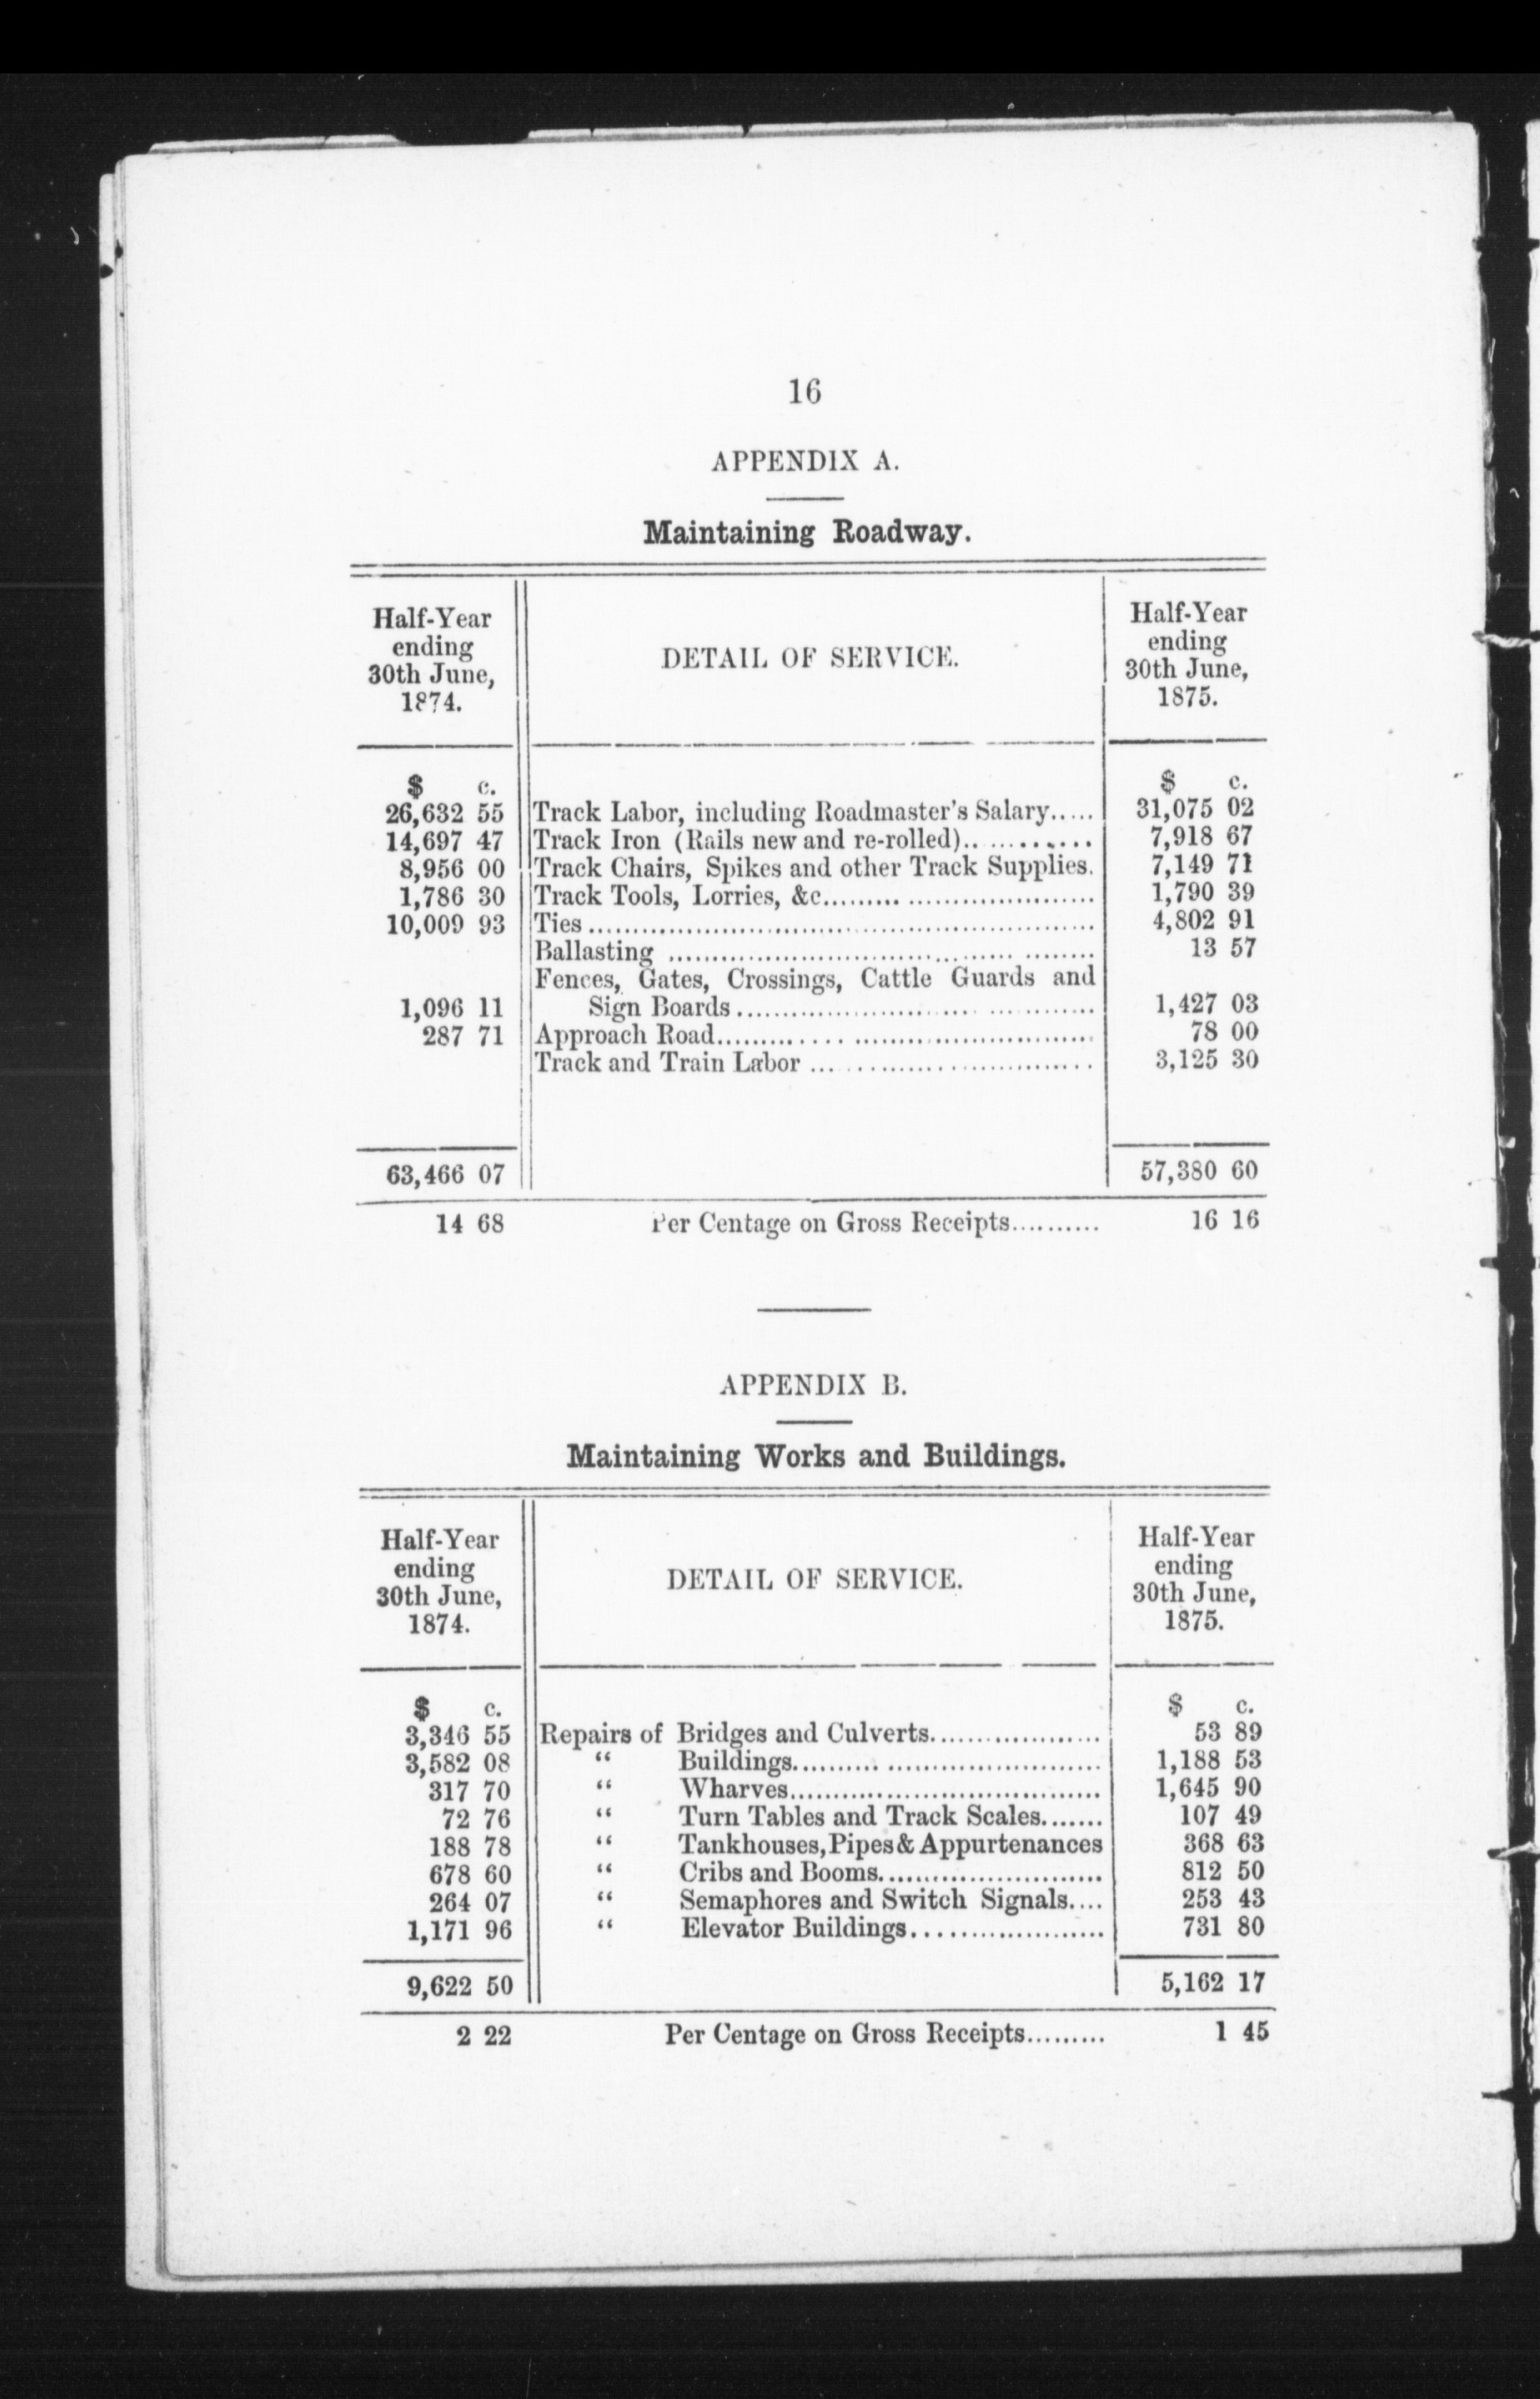 16
APPENDIX A.
Maintaining Roadway.
Half-Year ending 30th June, 1874. DETAIL OF SERVICE. Half-Year ending 30th June, 1875.
$ c. $ c.
26,632 55 Track Labor, including Roadmaster's Salary..... 31,075 02
14,697 47 Track Iron (Rails new and re-rolled)............ 7,918 67
8,956 00 Track Chairs, Spikes and other Track Supplies. 7,149 71
1,786 30 Track Tools, Lorries, &c.............................. 1,790 39
10,009 93 Ties.......................................................... 4,802 91
Ballasting ................................................ 13 57
Fences, Gates, Crossings, Cattle Guards and
1,096 11 Sign Boards........................................ 1,427 03
287 71 Approach Road.......................................... 78 00
Track and Train Labor ................................ 3,125 30
63,466 07 57,380 60
14 68 Per Centage on Gross Receipts.......... 16 16
APPENDIX B.
Maintaining Works and Buildings.
Half-Year ending 30th June, 1874. DETAIL OF SERVICE. Half-Year ending 30th June, 1875.
$ c. $ c.
3,346 55 Repairs of Bridges and Culverts................... 53 89
3,582 08 “ Buildings.................................. 1,188 53
317 70 “ Wharves................................... 1,645 90
72 76 “ Turn Tables and Track Scales....... 107 49
188 78 “ Tankhouses, Pipes & Appurtenances 368 63
678 60 “ Cribs and Booms......................... 812 50
264 07 “ Semaphores and Switch Signals.... 253 43
1,171 96 “ Elevator Buildings..................... 731 80
9,622 50 5,162 17
2 22 Per Centage on Gross Receipts......... 1 45